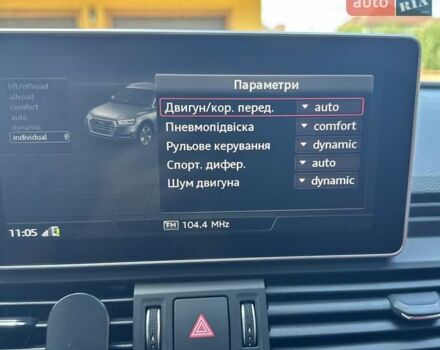 auto RIA
Параметри
lift/offroad
allroad
comfort
auto
dynamic
individual
Двигун/кор. перед. auto
Пневмопідвіска comfort
Рульове керування dynamic
Спорт. дифер. auto
Шум двигуна dynamic
11:05
FM 104.4 MHz